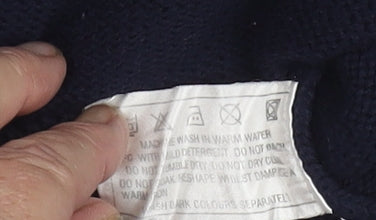 MACHINE WASH IN WARM WATER
WITH MILD DETERGENT. DO NOT
DO NOT TUMBLE DRY. DO NOT DRY CLEAN
DO NOT SOAK. RESHAPE WHILST DAMP.
WARM
WASH DARK COLOURS SEPARATELY